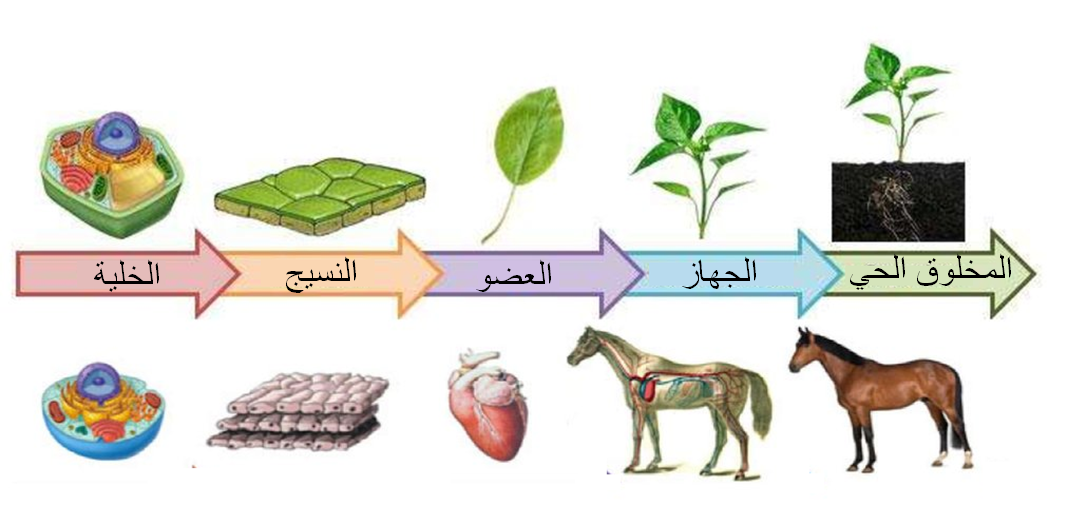 الخلية
النسيج
العضو
الجهاز
المخلوق الحي